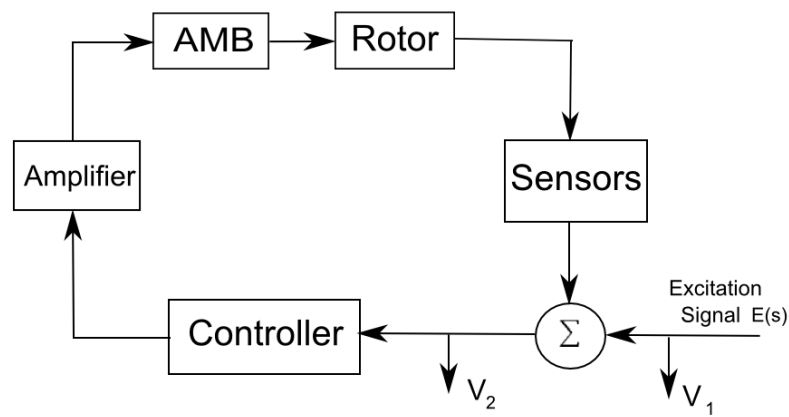 AMB
Rotor
Amplifier
Sensors
Excitation
Signal E(s)
Controller
Σ
V2
V1